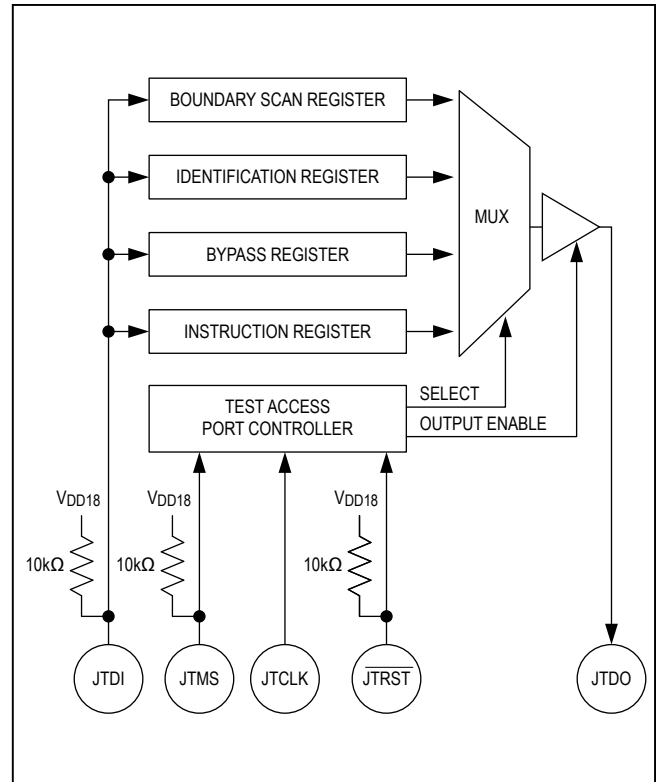 BOUNDARY SCAN REGISTER
IDENTIFICATION REGISTER
MUX
BYPASS REGISTER
INSTRUCTION REGISTER
TEST ACCESS
PORT CONTROLLER
SELECT
OUTPUT ENABLE
VDD18
VDD18
VDD18
10kΩ
10kΩ
10kΩ
JTDI
JTMS
JTCLK
JTRST
JTDO